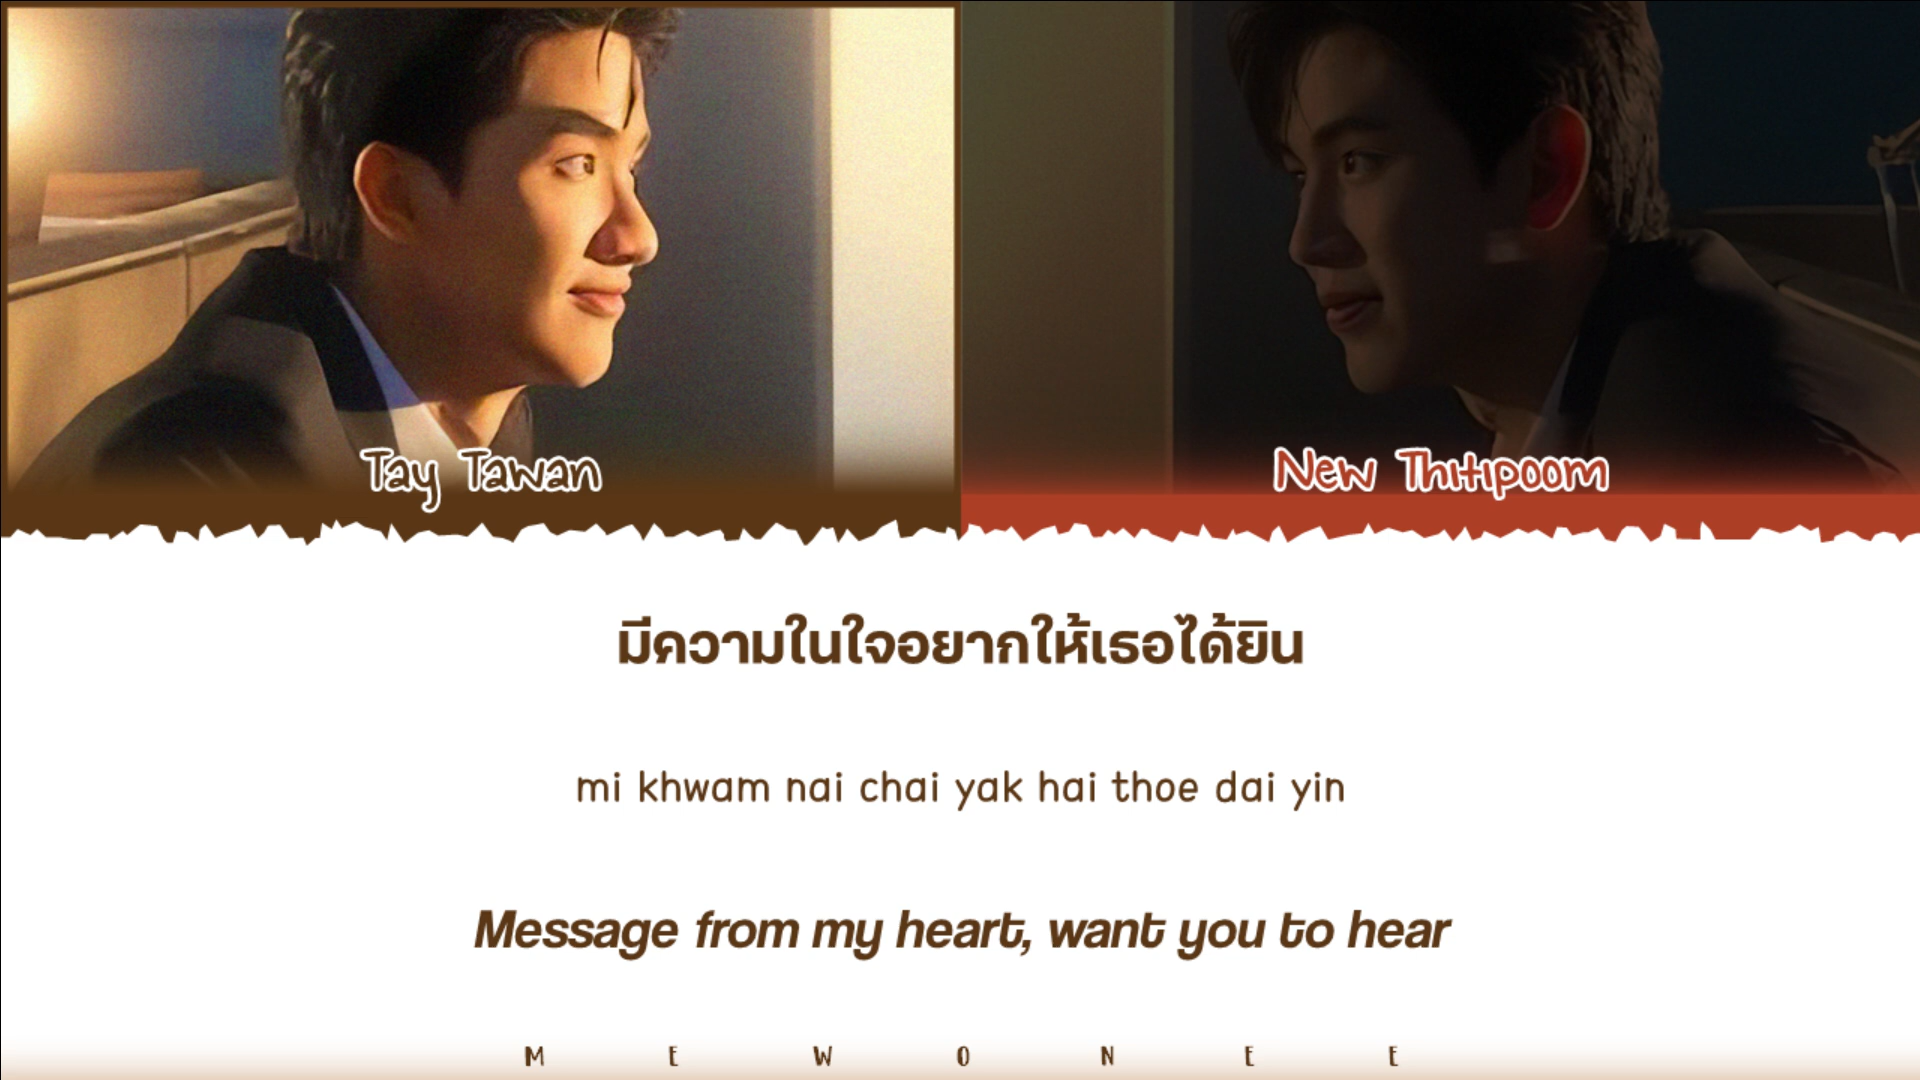 Tay Tawan
New Thitipoom
มีความในใจอยากให้เธอได้ยิน
mi khwam nai chai yak hai thoe dai yin
Message from my heart, want you to hear
M E W O N E E